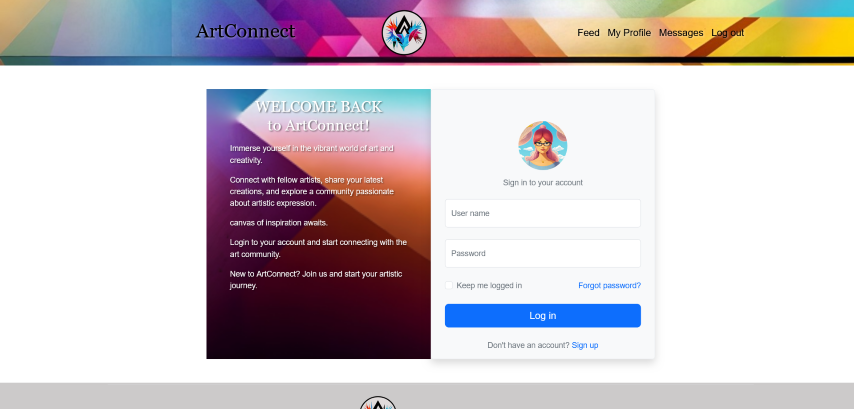 ArtConnect
Feed My Profile Messages Log out
WELCOME BACK
to ArtConnect!
Immerse yourself in the vibrant world of art and
creativity.
Connect with fellow artists, share your latest
creations, and explore a community passionate
about artistic expression.
canvas of inspiration awaits.
Login to your account and start connecting with the
art community.
New to ArtConnect? Join us and start your artistic
journey.
Sign in to your account
User name
Password
Keep me logged in
Forgot password?
Log in
Don't have an account? Sign up